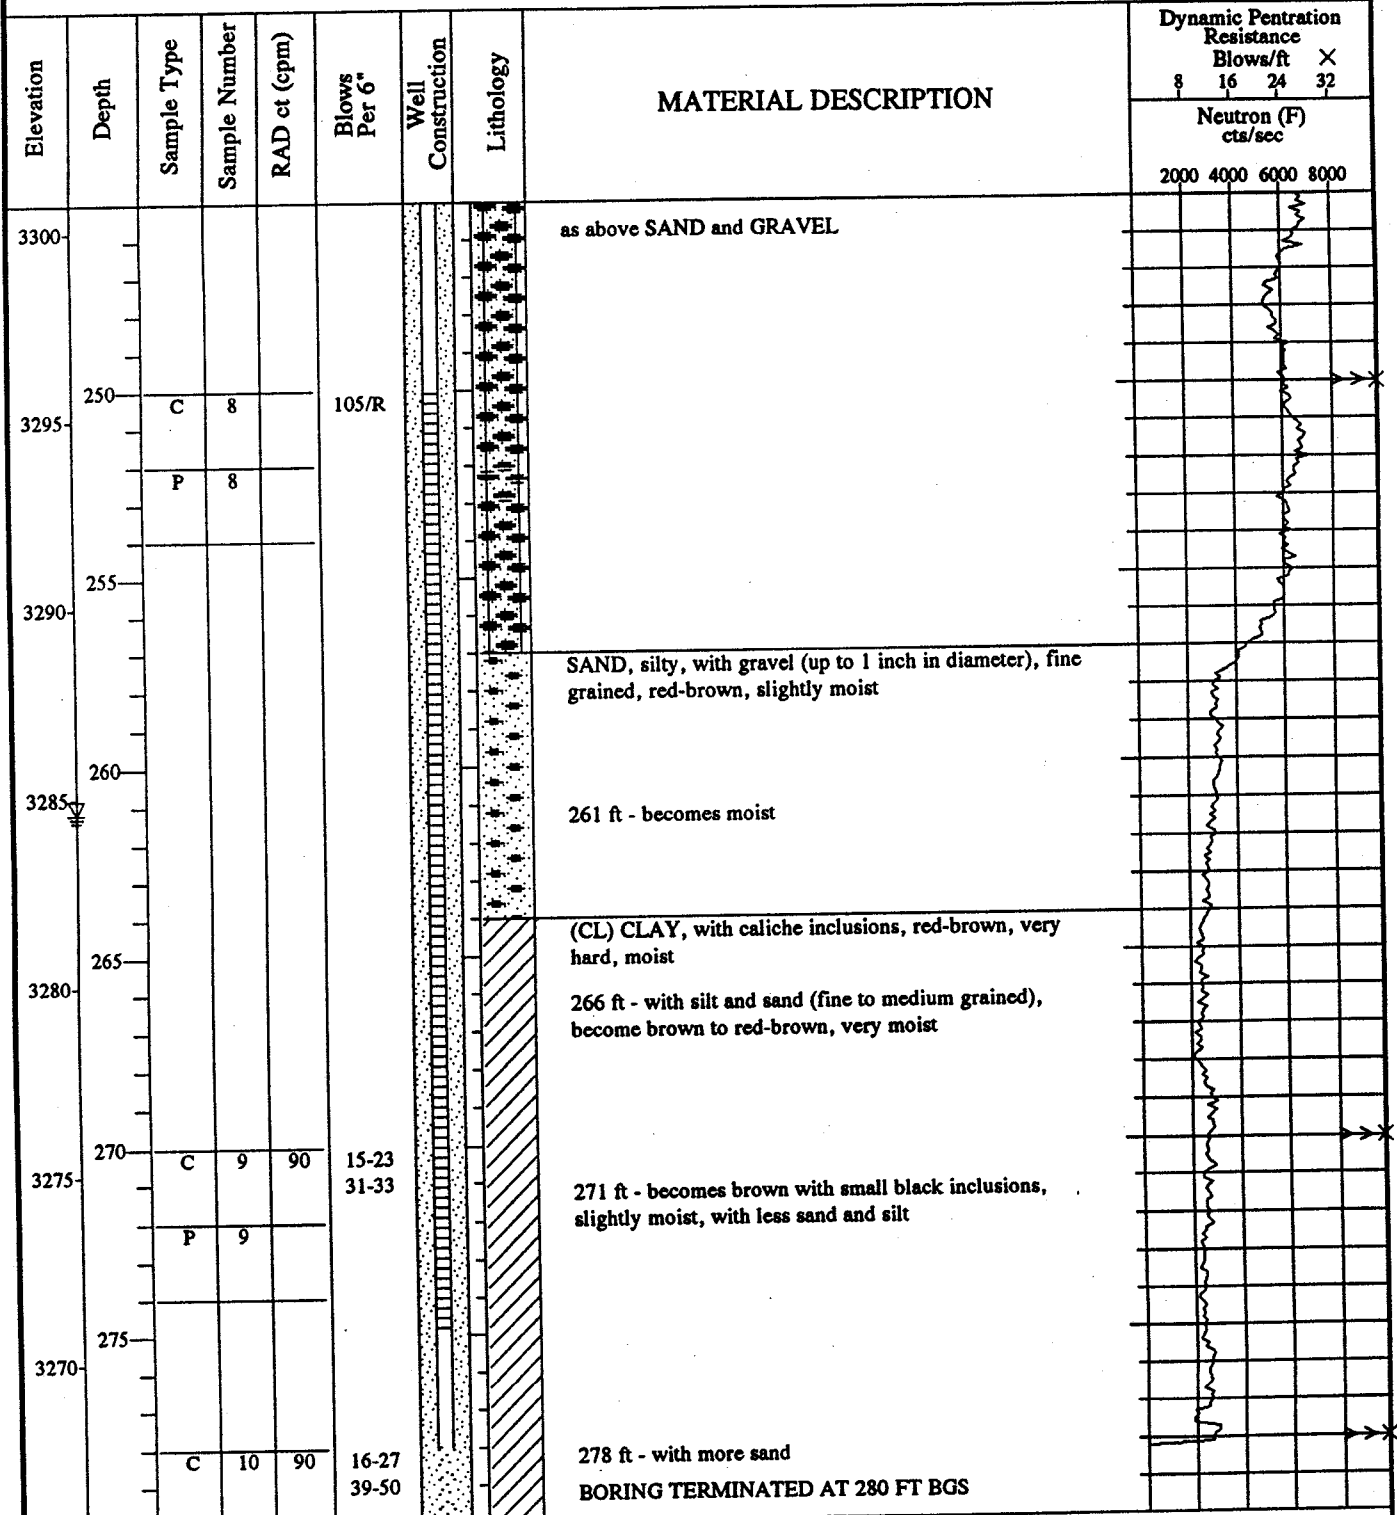 Elevation
Depth
Sample Type
Sample Number
RAD ct (cpm)
Blows
Per 6"
Well
Construction
Lithology
MATERIAL DESCRIPTION
Dynamic Pentration
Resistance
Blows/ft X
8 16 24 32
Neutron (F)
cts/sec
2000 4000 6000 8000
3300
as above SAND and GRAVEL
250
C 8 105/R
3295
P 8
255
3290
SAND, silty, with gravel (up to 1 inch in diameter), fine
grained, red-brown, slightly moist
260
3285
261 ft - becomes moist
(CL) CLAY, with caliche inclusions, red-brown, very
hard, moist
265
3280
266 ft - with silt and sand (fine to medium grained),
become brown to red-brown, very moist
270
C 9 90 15-23
31-33
3275
271 ft - becomes brown with small black inclusions,
slightly moist, with less sand and silt
P 9
275
3270
278 ft - with more sand
C 10 90 16-27
39-50
BORING TERMINATED AT 280 FT BGS